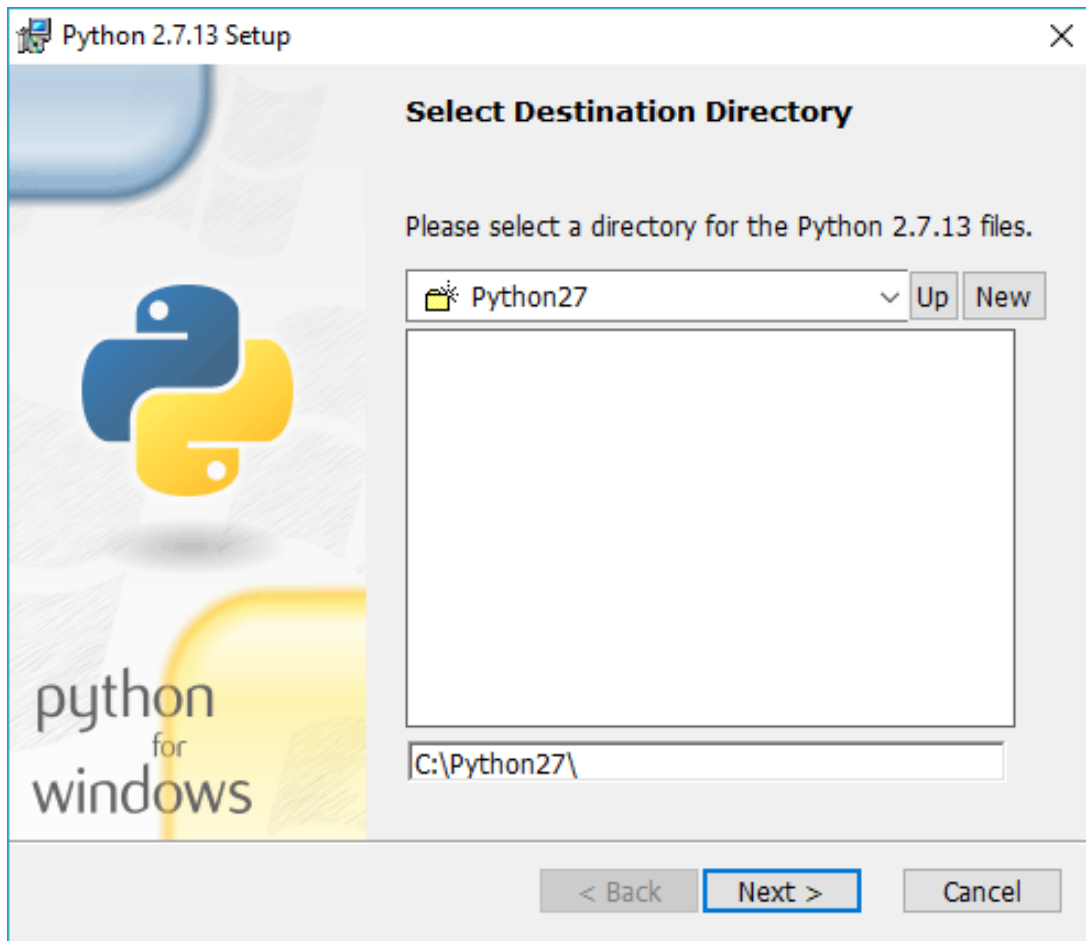 Python 2.7.13 Setup
Select Destination Directory
Please select a directory for the Python 2.7.13 files.
Python27
Up
New
C:\Python27\
python
for
windows
< Back
Next >
Cancel